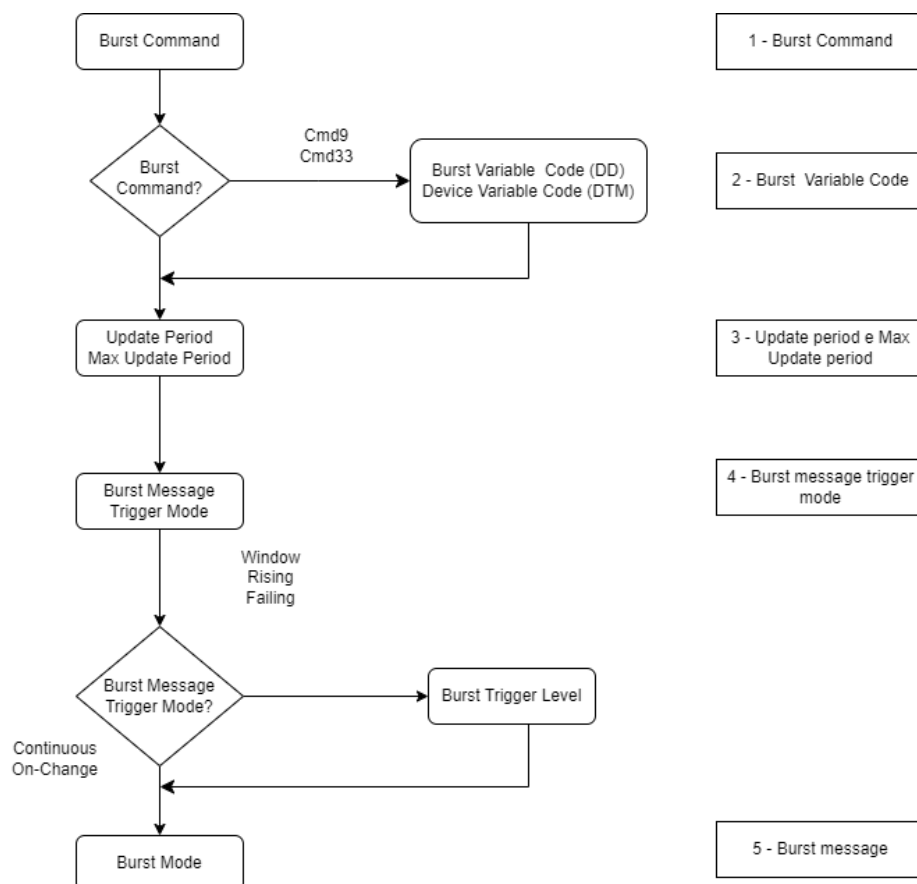 Burst Command
1 - Burst Command
Cmd9
Cmd33
Burst
Command?
Burst Variable  Code (DD)
Device Variable Code (DTM)
2 - Burst  Variable Code
Update Period
Max Update Period
3 - Update period e Max
Update period
Burst Message
Trigger Mode
4 - Burst message trigger
mode
Window
Rising
Failing
Burst Message
Trigger Mode?
Burst Trigger Level
Continuous
On-Change
Burst Mode
5 - Burst message